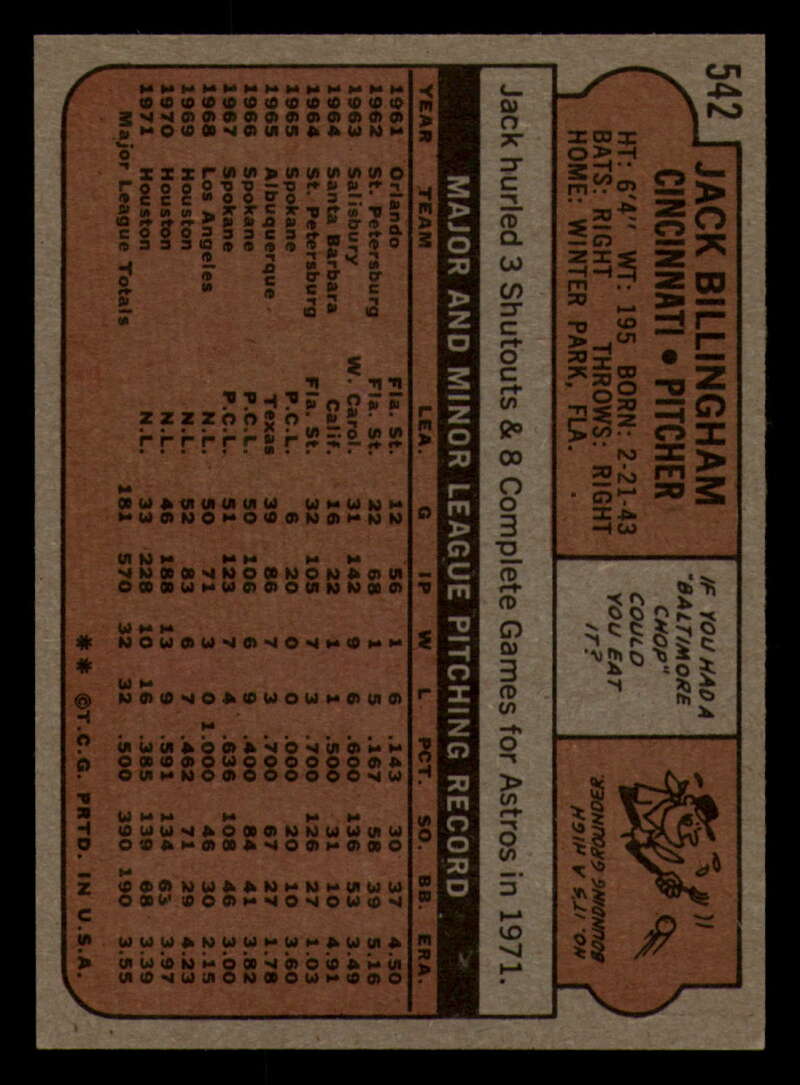 542
JACK BILLINGHAM
CINCINNATI • PITCHER
HT: 6'4" WT: 195 BORN: 2-21-43
BATS: RIGHT THROWS: RIGHT
HOME: WINTER PARK, FLA.
IF YOU HAD A
"BALTIMORE
CHOP"
COULD
YOU EAT
IT?
NO. IT'S A HIGH
BOUNDING GROUNDER.
Jack hurled 3 Shutouts & 8 Complete Games for Astros in 1971.
MAJOR AND MINOR LEAGUE PITCHING RECORD
YEAR TEAM LEA. G IP W L PCT. SO. BB. ERA.
1961 Orlando Fla. St. 12 56 1 6 .143 30 37 4.50
1962 St. Petersburg Fla. St. 22 68 1 5 .167 58 39 5.16
1963 Salisbury W. Carol. 31 142 9 6 .600 136 53 3.49
1964 Santa Barbara Calif. 16 22 1 1 .500 31 10 4.91
1964 St. Petersburg Fla. St. 32 105 7 3 .700 126 27 1.03
1965 Spokane P.C.L. 6 20 0 0 .000 20 10 3.60
1965 Albuquerque Texas 39 86 7 3 .700 67 27 1.78
1966 Spokane P.C.L. 50 106 6 9 .400 84 41 3.82
1967 Spokane P.C.L. 51 123 7 4 .636 108 46 3.00
1968 Los Angeles N.L. 50 71 3 0 1.000 46 30 2.15
1969 Houston N.L. 52 83 6 7 .462 71 29 4.23
1970 Houston N.L. 46 188 13 9 .591 134 63 3.97
1971 Houston N.L. 33 228 10 16 .385 139 68 3.39
Major League Totals 181 570 32 32 .500 390 190 3.55
** ©T.C.G. PRTD. IN U.S.A.